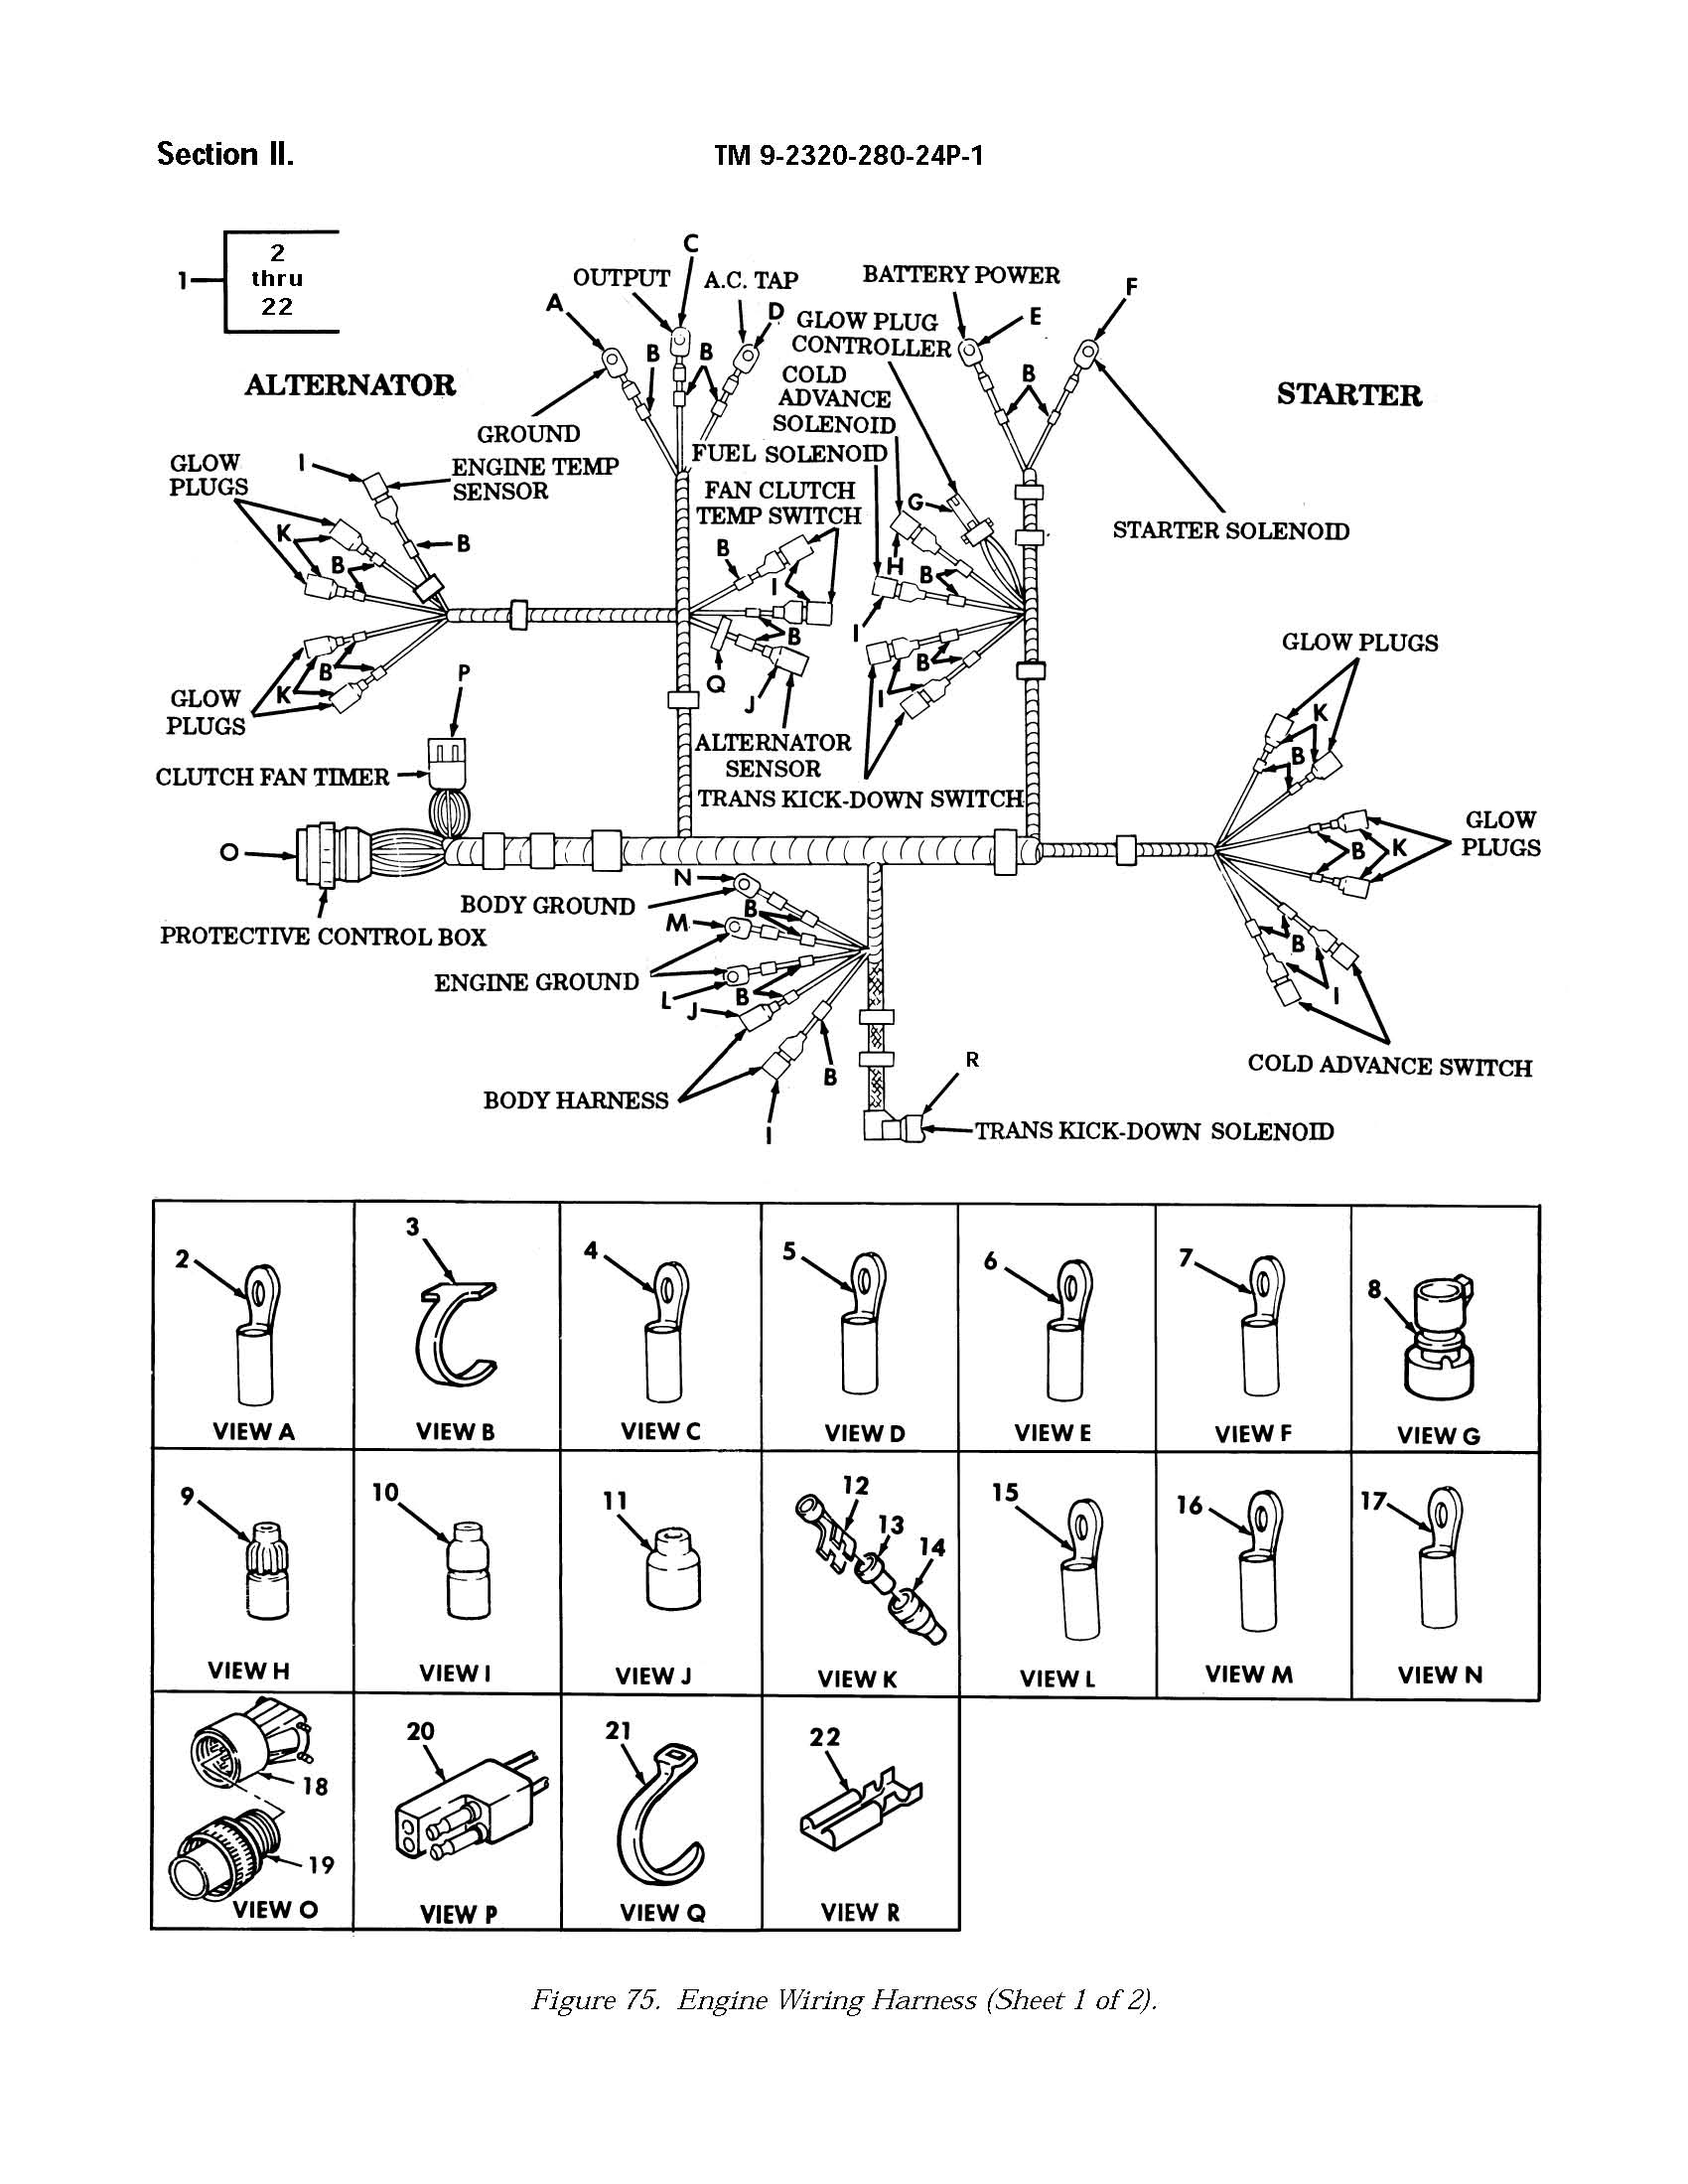 Section II.
TM 9-2320-280-24P-1
1
2
thru
22
C
OUTPUT
A.C. TAP
BATTERY POWER
F
A
D
E
GLOW PLUG
CONTROLLER
B
B
B
ALTERNATOR
COLD
ADVANCE
SOLENOID
STARTER
GROUND
FUEL SOLENOID
GLOW
PLUGS
I
ENGINE TEMP
SENSOR
FAN CLUTCH
TEMP SWITCH
G
STARTER SOLENOID
K
B
B
B
H
B
I
I
B
K
B
Q
J
B
I
GLOW PLUGS
GLOW
PLUGS
P
ALTERNATOR
SENSOR
K
B
CLUTCH FAN TIMER
TRANS KICK-DOWN SWITCH
GLOW
PLUGS
B
K
O
N
BODY GROUND
B
M
PROTECTIVE CONTROL BOX
B
ENGINE GROUND
L
B
J
I
B
R
COLD ADVANCE SWITCH
BODY HARNESS
I
TRANS KICK-DOWN SOLENOID
2
VIEW A
3
VIEW B
4
VIEW C
5
VIEW D
6
VIEW E
7
VIEW F
8
VIEW G
9
VIEW H
10
VIEW I
11
VIEW J
12
13
14
VIEW K
15
VIEW L
16
VIEW M
17
VIEW N
18
19
VIEW O
20
VIEW P
21
VIEW Q
22
VIEW R
Figure 75. Engine Wiring Harness (Sheet 1 of 2).